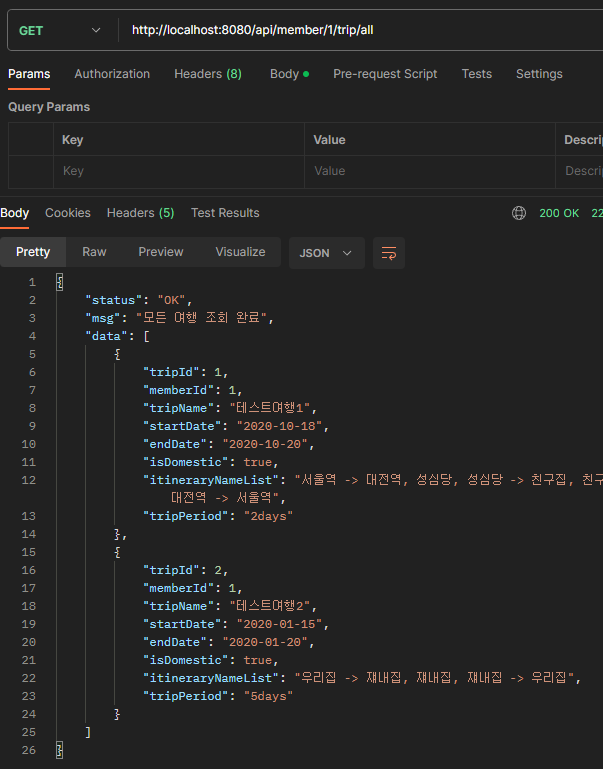 GET http://localhost:8080/api/member/1/trip/all
Params Authorization Headers (8) Body Pre-request Script Tests Settings
Query Params
Key Value
Key Value
Body Cookies Headers (5) Test Results 200 OK
Pretty Raw Preview Visualize JSON
1 {
2 "status": "OK",
3 "msg": "모든 여행 조회 완료",
4 "data": [
5 {
6 "tripId": 1,
7 "memberId": 1,
8 "tripName": "테스트여행1",
9 "startDate": "2020-10-18",
10 "endDate": "2020-10-20",
11 "isDomestic": true,
12 "itineraryNameList": "서울역 -> 대전역, 성심당, 성심당 -> 친구집, 친구
대전역 -> 서울역",
13 "tripPeriod": "2days"
14 },
15 {
16 "tripId": 2,
17 "memberId": 1,
18 "tripName": "테스트여행2",
19 "startDate": "2020-01-15",
20 "endDate": "2020-01-20",
21 "isDomestic": true,
22 "itineraryNameList": "우리집 -> 쟤내집, 쟤내집, 쟤내집 -> 우리집",
23 "tripPeriod": "5days"
24 }
25 ]
26 }